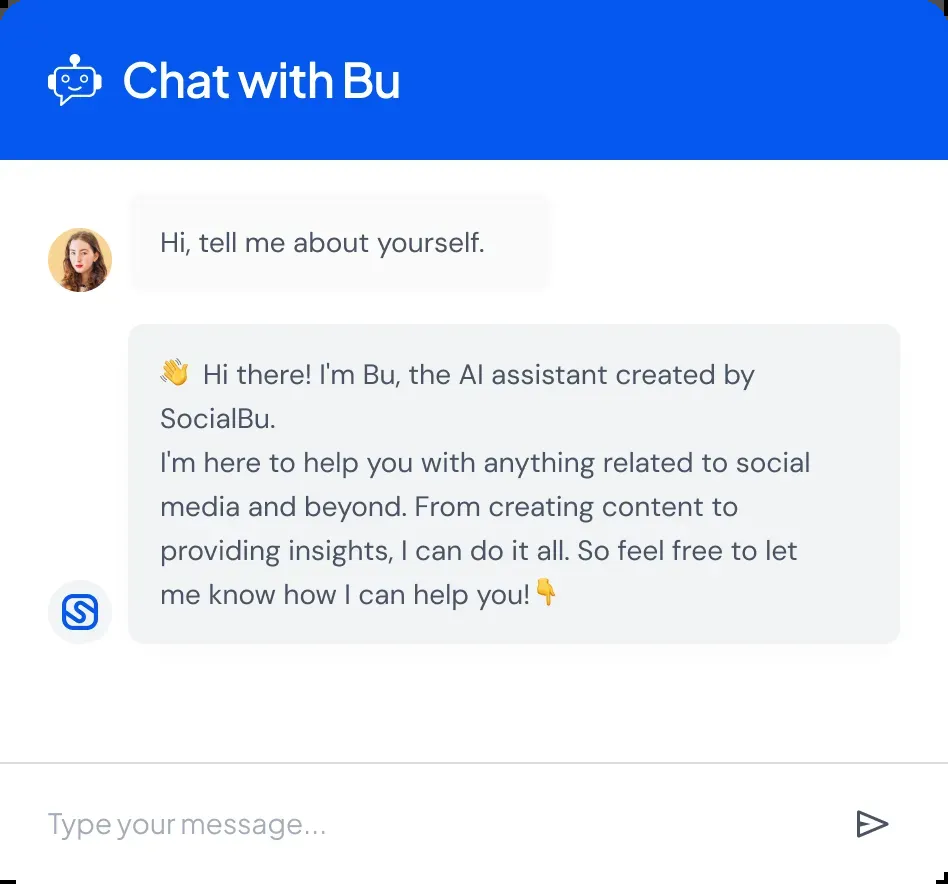 Chat with Bu
Hi, tell me about yourself.
👋 Hi there! I'm Bu, the AI assistant created by
SocialBu.
I'm here to help you with anything related to social
media and beyond. From creating content to
providing insights, I can do it all. So feel free to let
me know how I can help you!👇
Type your message...